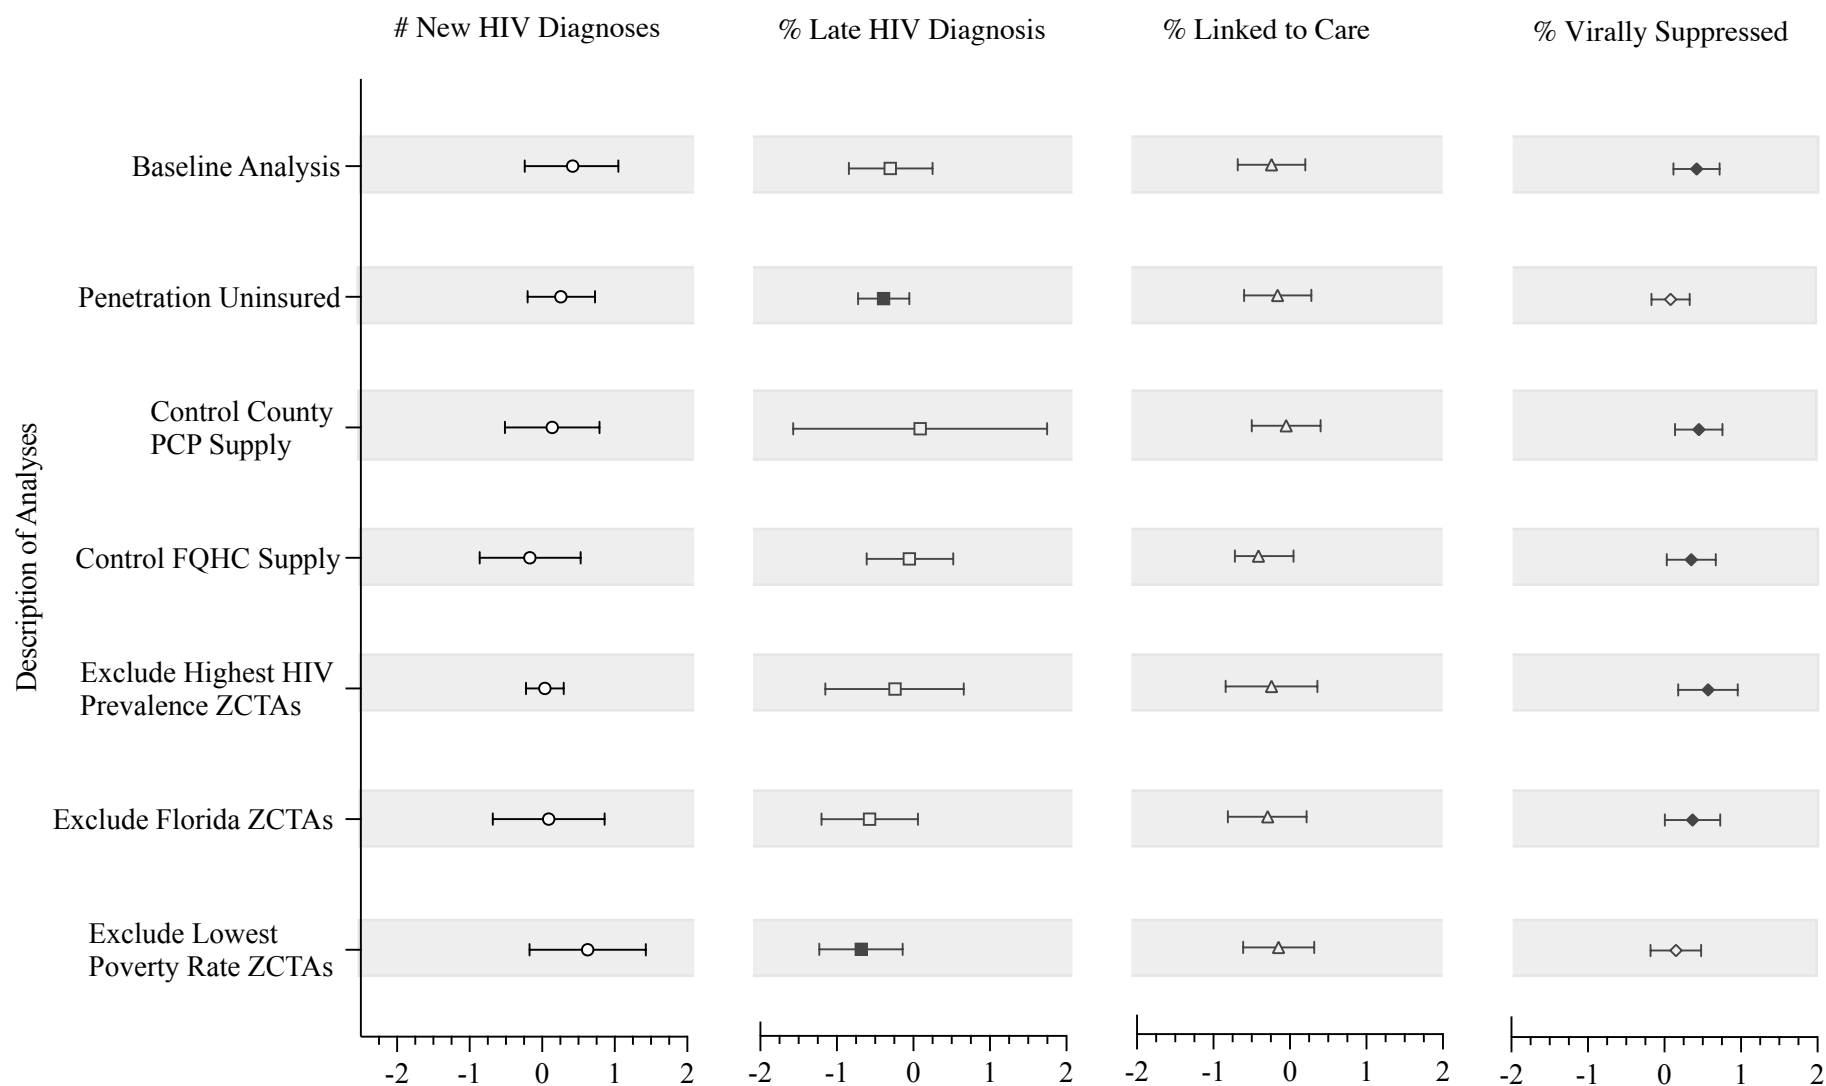 # New HIV Diagnoses
% Late HIV Diagnosis
% Linked to Care
% Virally Suppressed
Description of Analyses
Baseline Analysis
Penetration Uninsured
Control County
PCP Supply
Control FQHC Supply
Exclude Highest HIV
Prevalence ZCTAs
Exclude Florida ZCTAs
Exclude Lowest
Poverty Rate ZCTAs
-2 -1 0 1 2
-2 -1 0 1 2
-2 -1 0 1 2
-2 -1 0 1 2